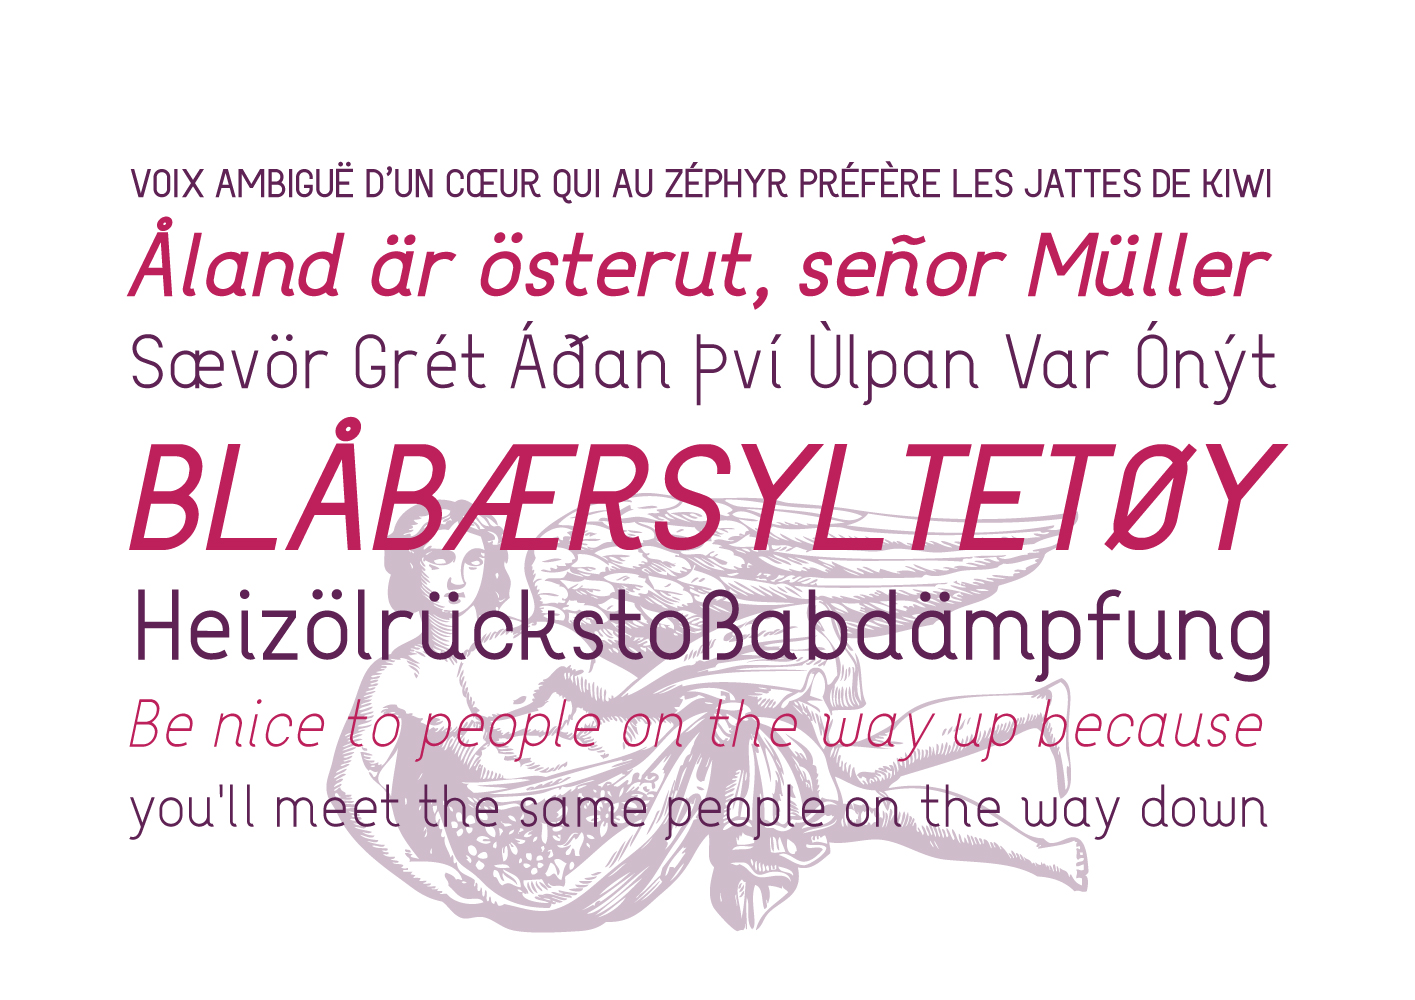 VOIX AMBIGUË D’UN CŒUR QUI AU ZÉPHYR PRÉFÈRE LES JATTES DE KIWI
Åland är österut, señor Müller
Sævör Grét Áðan Því Ùlpan Var Ónýt
BLÅBÆRSYLTETØY
Heizölrückstoßabdämpfung
Be nice to people on the way up because
you'll meet the same people on the way down